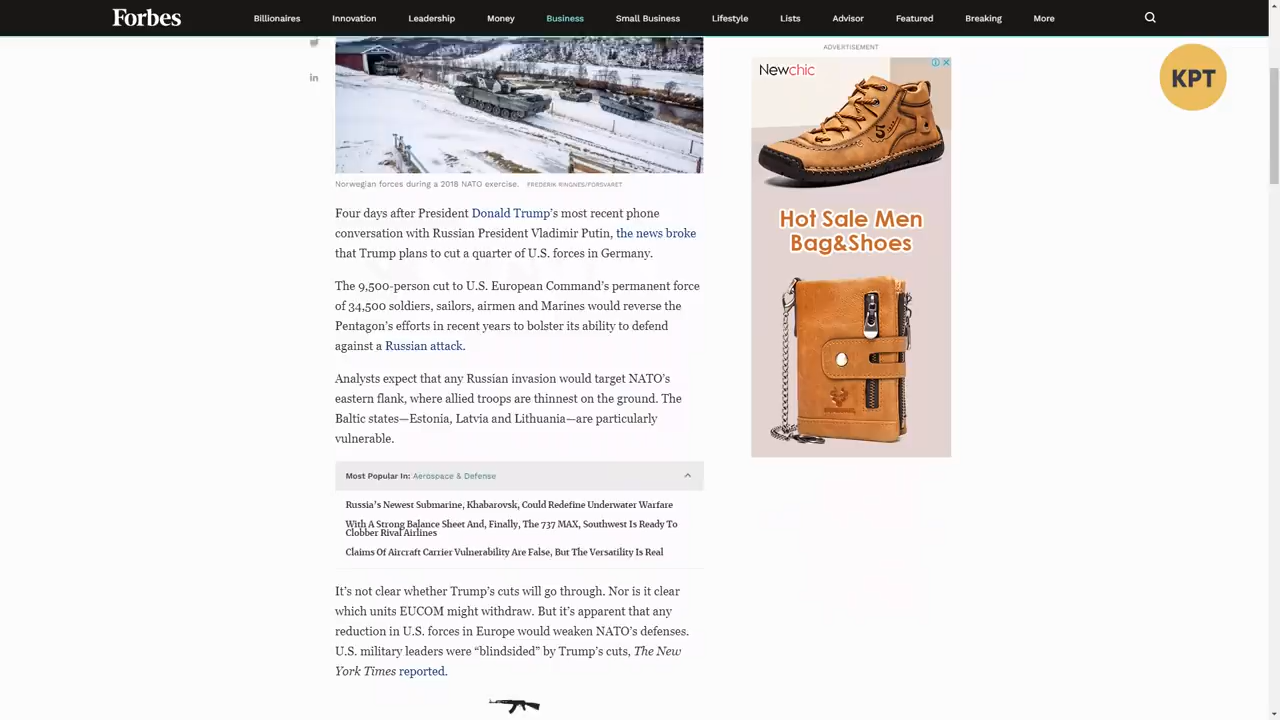 Forbes
Billionaires
Innovation
Leadership
Money
Business
Small Business
Lifestyle
Lists
Advisor
Featured
Breaking
More
ADVERTISEMENT
KPT
Newchic
5
Hot Sale Men
Bag&Shoes
Norwegian forces during a 2018 NATO exercise. FREDERIK RINGNES/FORSVARET
Four days after President Donald Trump's most recent phone
conversation with Russian President Vladimir Putin, the news broke
that Trump plans to cut a quarter of U.S. forces in Germany.
The 9,500-person cut to U.S. European Command's permanent force
of 34,500 soldiers, sailors, airmen and Marines would reverse the
Pentagon's efforts in recent years to bolster its ability to defend
against a Russian attack.
Analysts expect that any Russian invasion would target NATO's
eastern flank, where allied troops are thinnest on the ground. The
Baltic states—Estonia, Latvia and Lithuania—are particularly
vulnerable.
Most Popular In: Aerospace & Defense
Russia's Newest Submarine, Khabarovsk, Could Redefine Underwater Warfare
With A Strong Balance Sheet And, Finally, The 737 MAX, Southwest Is Ready To
Clobber Rival Airlines
Claims Of Aircraft Carrier Vulnerability Are False, But The Versatility Is Real
It's not clear whether Trump's cuts will go through. Nor is it clear
which units EUCOM might withdraw. But it's apparent that any
reduction in U.S. forces in Europe would weaken NATO's defenses.
U.S. military leaders were “blindsided” by Trump's cuts, The New
York Times reported.